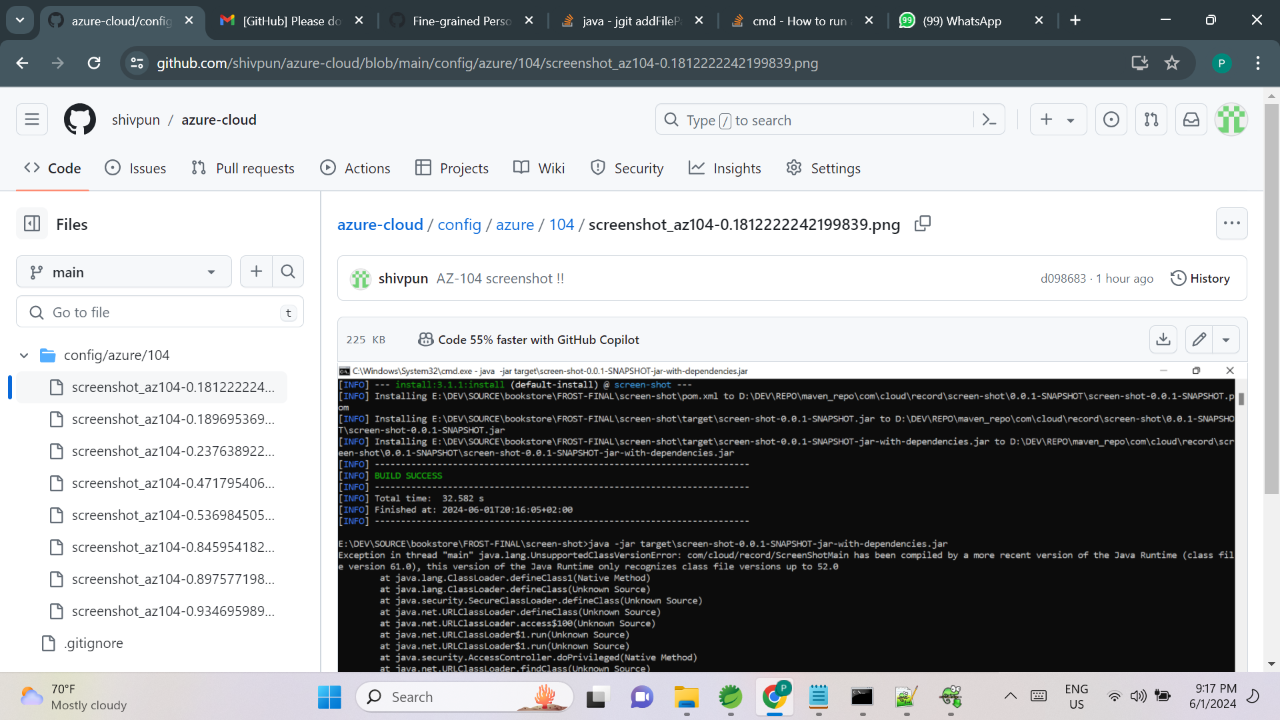 azure-cloud/config
[GitHub] Please do
Fine-grained Perso
java - jgit addFilePa
cmd - How to run
(99) WhatsApp
github.com/shivpun/azure-cloud/blob/main/config/azure/104/screenshot_az104-0.1812222242199839.png
P
shivpun / azure-cloud
Type / to search
Code
Issues
Pull requests
Actions
Projects
Wiki
Security
Insights
Settings
Files
azure-cloud / config / azure / 104 / screenshot_az104-0.1812222242199839.png
main
shivpun AZ-104 screenshot !!
d098683 · 1 hour ago
History
Go to file
t
225 KB
Code 55% faster with GitHub Copilot
config/azure/104
screenshot_az104-0.181222224...
screenshot_az104-0.189695369...
screenshot_az104-0.237638922...
screenshot_az104-0.471795406...
screenshot_az104-0.536984505...
screenshot_az104-0.845954182...
screenshot_az104-0.897577198...
screenshot_az104-0.934695989...
.gitignore
C:\Windows\System32\cmd.exe - java -jar target\screen-shot-0.0.1-SNAPSHOT-jar-with-dependencies.jar
[INFO] --- install:3.1.1:install (default-install) @ screen-shot ---
[INFO] Installing E:\DEV\SOURCE\bookstore\FROST-FINAL\screen-shot\pom.xml to D:\DEV\REPO\maven_repo\com\cloud\record\screen-shot\0.0.1-SNAPSHOT\screen-shot-0.0.1-SNAPSHOT.p
om
[INFO] Installing E:\DEV\SOURCE\bookstore\FROST-FINAL\screen-shot\target\screen-shot-0.0.1-SNAPSHOT.jar to D:\DEV\REPO\maven_repo\com\cloud\record\screen-shot\0.0.1-SNAPSHO
T\screen-shot-0.0.1-SNAPSHOT.jar
[INFO] Installing E:\DEV\SOURCE\bookstore\FROST-FINAL\screen-shot\target\screen-shot-0.0.1-SNAPSHOT-jar-with-dependencies.jar to D:\DEV\REPO\maven_repo\com\cloud\record\scr
een-shot\0.0.1-SNAPSHOT\screen-shot-0.0.1-SNAPSHOT-jar-with-dependencies.jar
[INFO] ------------------------------------------------------------------------
[INFO] BUILD SUCCESS
[INFO] ------------------------------------------------------------------------
[INFO] Total time:  32.582 s
[INFO] Finished at: 2024-06-01T20:16:05+02:00
[INFO] ------------------------------------------------------------------------
E:\DEV\SOURCE\bookstore\FROST-FINAL\screen-shot>java -jar target\screen-shot-0.0.1-SNAPSHOT-jar-with-dependencies.jar
Exception in thread "main" java.lang.UnsupportedClassVersionError: com/cloud/record/ScreenShotMain has been compiled by a more recent version of the Java Runtime (class fil
e version 61.0), this version of the Java Runtime only recognizes class file versions up to 52.0
at java.lang.ClassLoader.defineClass1(Native Method)
at java.lang.ClassLoader.defineClass(Unknown Source)
at java.security.SecureClassLoader.defineClass(Unknown Source)
at java.net.URLClassLoader.defineClass(Unknown Source)
at java.net.URLClassLoader.access$100(Unknown Source)
at java.net.URLClassLoader$1.run(Unknown Source)
at java.net.URLClassLoader$1.run(Unknown Source)
at java.security.AccessController.doPrivileged(Native Method)
at java.net.URLClassLoader.findClass(Unknown Source)
70°F
Mostly cloudy
Search
P
ENG
US
9:17 PM
6/1/2024